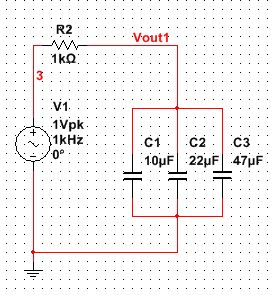 R2
Vout1
1kΩ
3
V1
1Vpk
1kHz
0°
C1 C2 C3
10µF 22µF 47µF